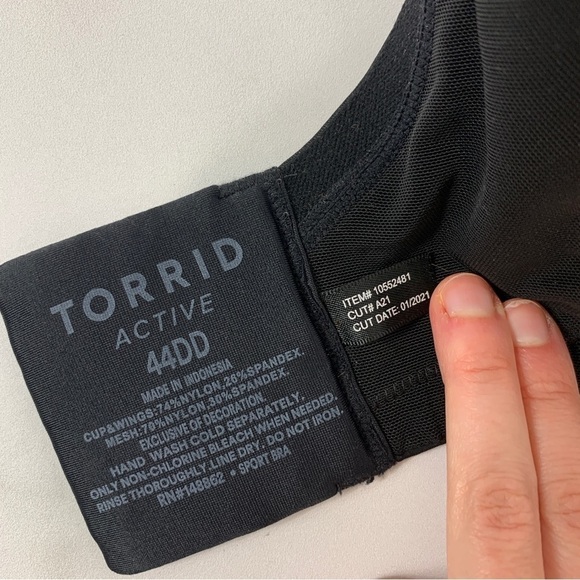 TORRID
ACTIVE
44DD
MADE IN INDONESIA
CUP&WINGS:74%NYLON,26%SPANDEX.
MESH:70%NYLON,30%SPANDEX.
EXCLUSIVE OF DECORATION.
HAND WASH COLD SEPARATELY.
ONLY NON-CHLORINE BLEACH WHEN NEEDED.
RINSE THOROUGHLY LINE DRY. DO NOT IRON.
RN#148862 • SPORT BRA
ITEM# 10552481
CUT# A21
CUT DATE: 01/2021